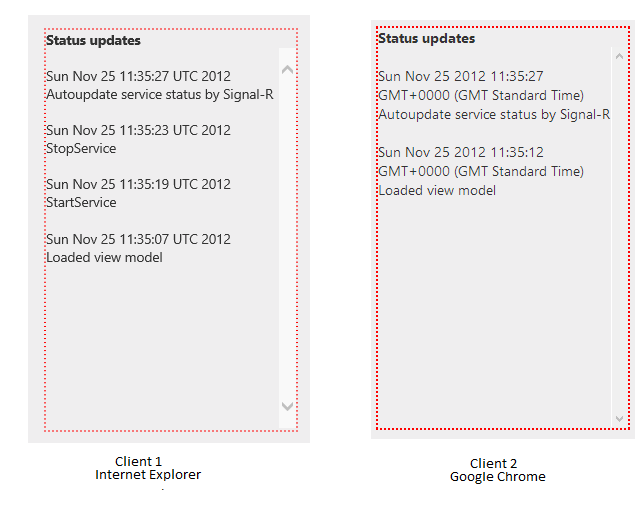 Status updates
Sun Nov 25 11:35:27 UTC 2012
Autoupdate service status by Signal-R
Sun Nov 25 11:35:23 UTC 2012
StopService
Sun Nov 25 11:35:19 UTC 2012
StartService
Sun Nov 25 11:35:07 UTC 2012
Loaded view model
Client 1
Internet Explorer
Status updates
Sun Nov 25 2012 11:35:27
GMT+0000 (GMT Standard Time)
Autoupdate service status by Signal-R
Sun Nov 25 2012 11:35:12
GMT+0000 (GMT Standard Time)
Loaded view model
Client 2
Google Chrome